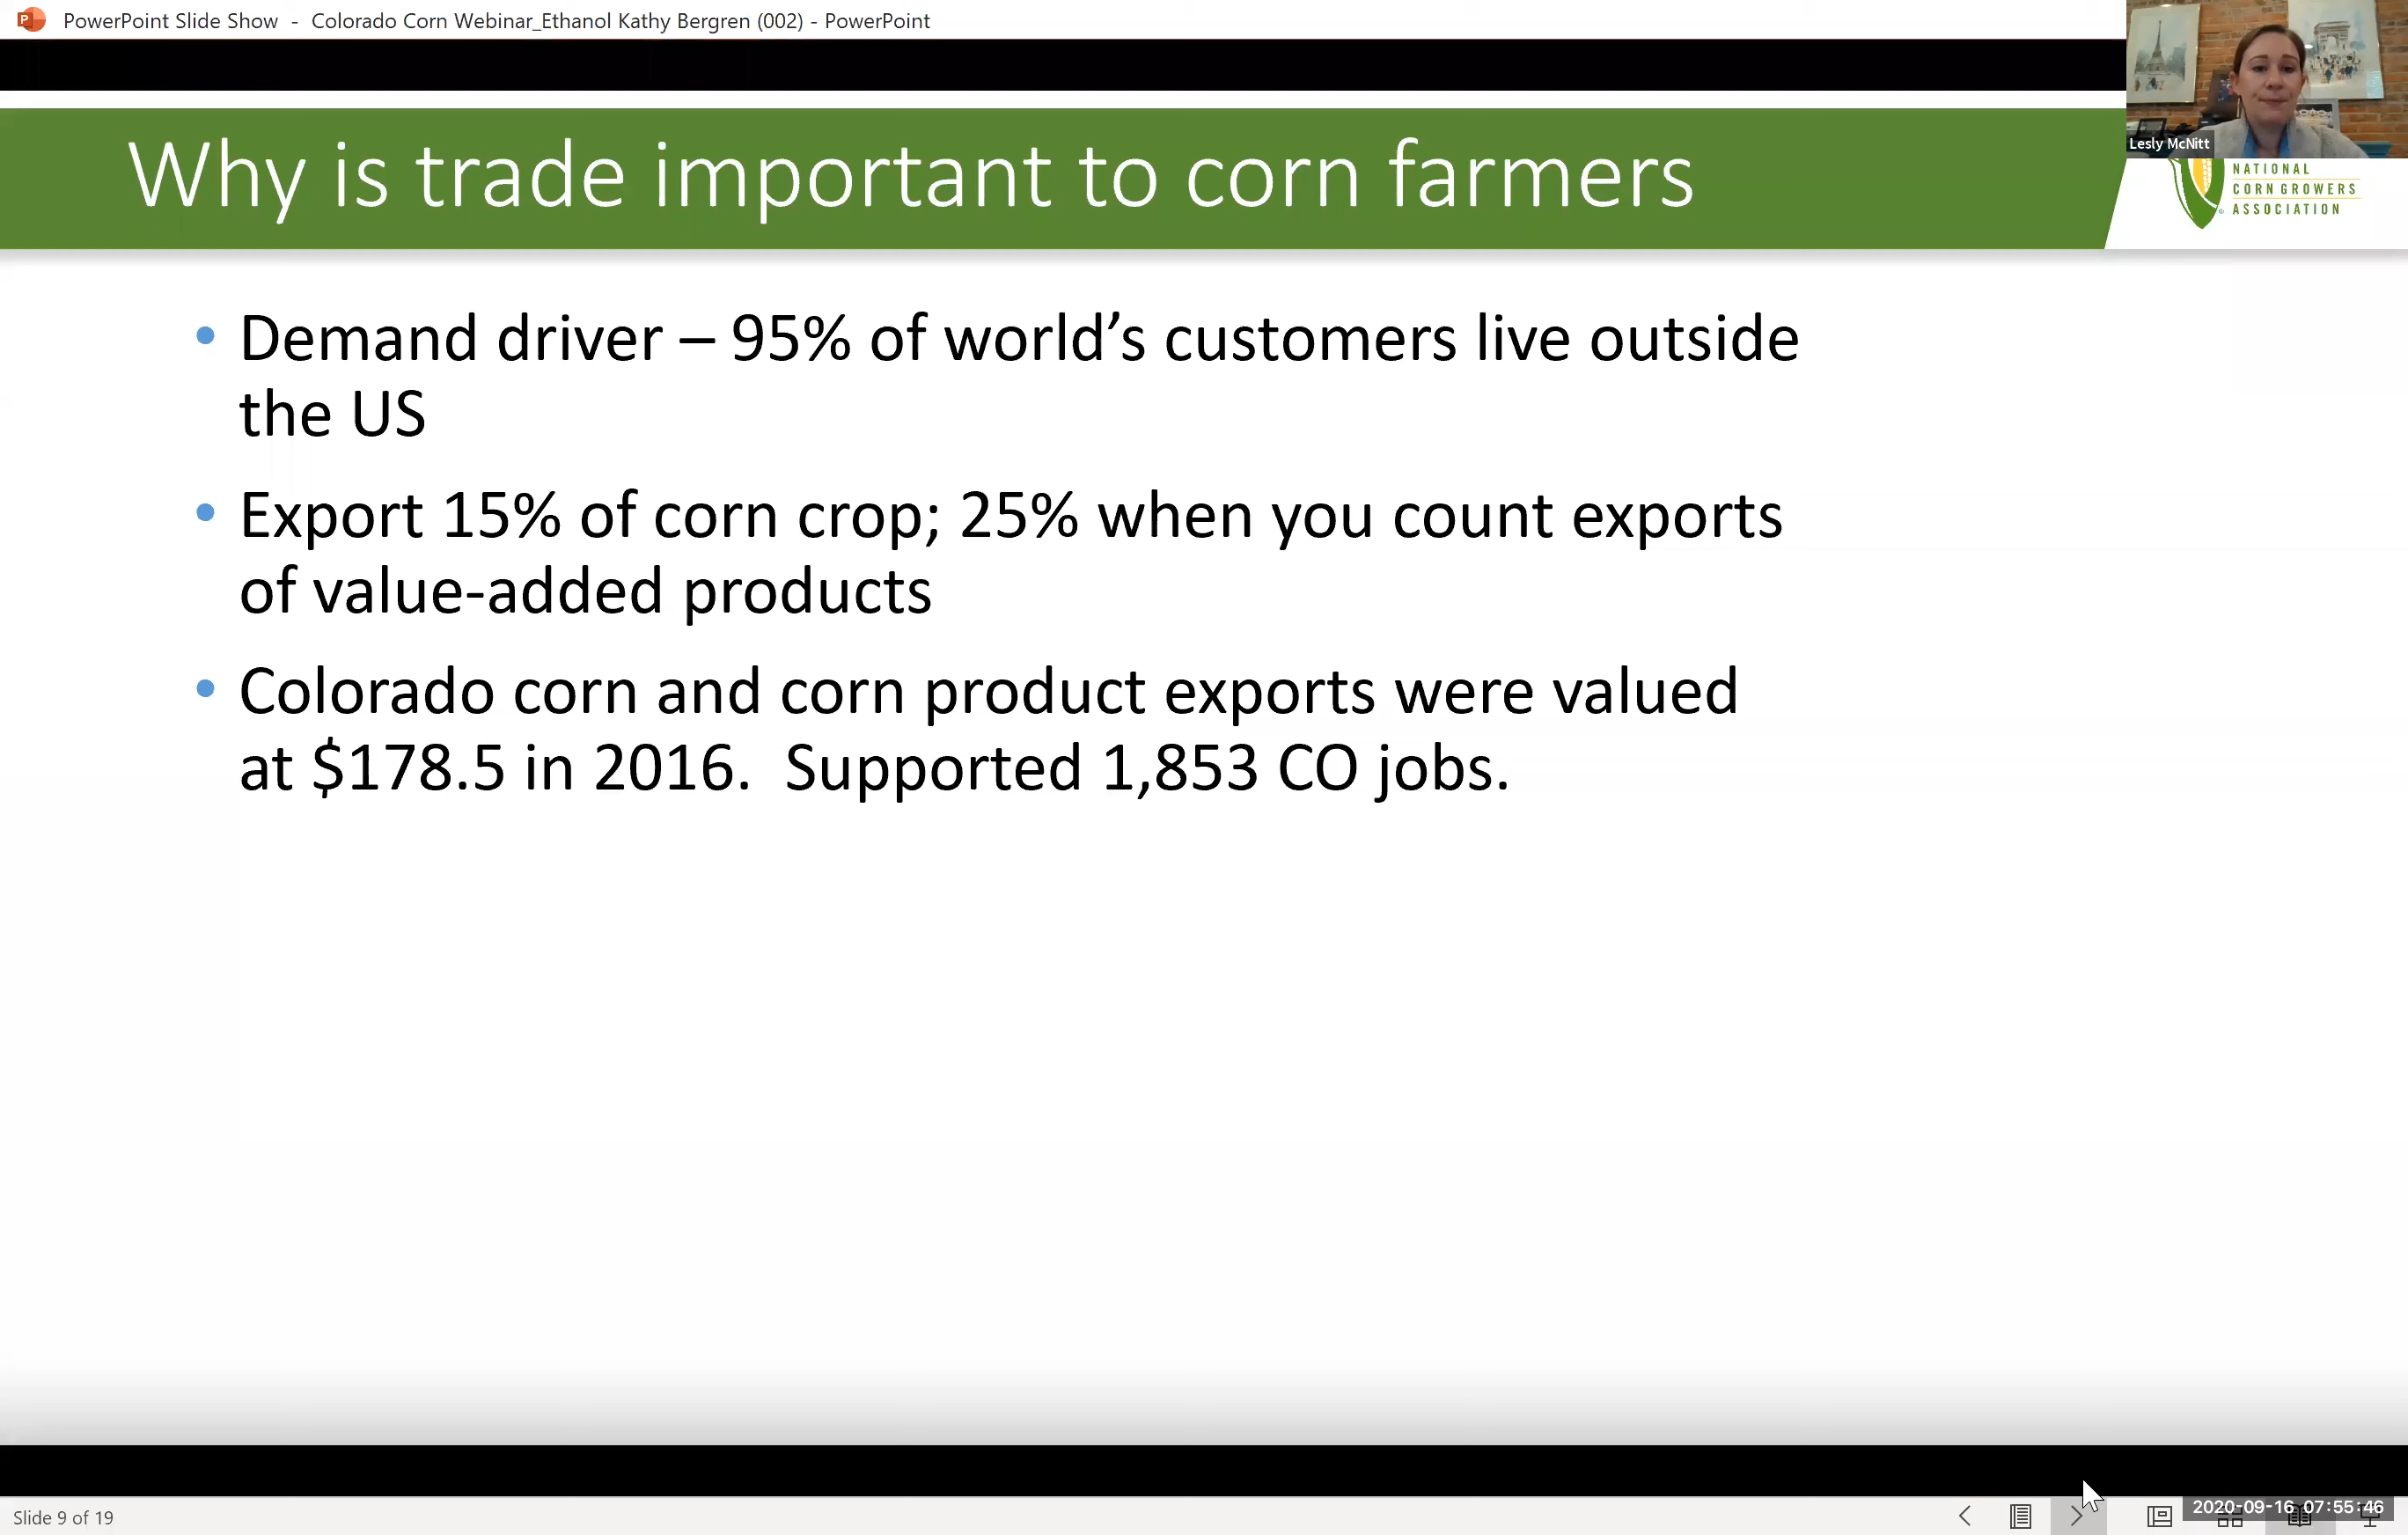 PowerPoint Slide Show - Colorado Corn Webinar_Ethanol Kathy Bergren (002) - PowerPoint
Lesly McNitt
Why is trade important to corn farmers
NATIONAL
CORN GROWERS
ASSOCIATION
• Demand driver – 95% of world’s customers live outside
the US
• Export 15% of corn crop; 25% when you count exports
of value-added products
• Colorado corn and corn product exports were valued
at $178.5 in 2016.  Supported 1,853 CO jobs.
Slide 9 of 19
2020-09-16 07:55:46